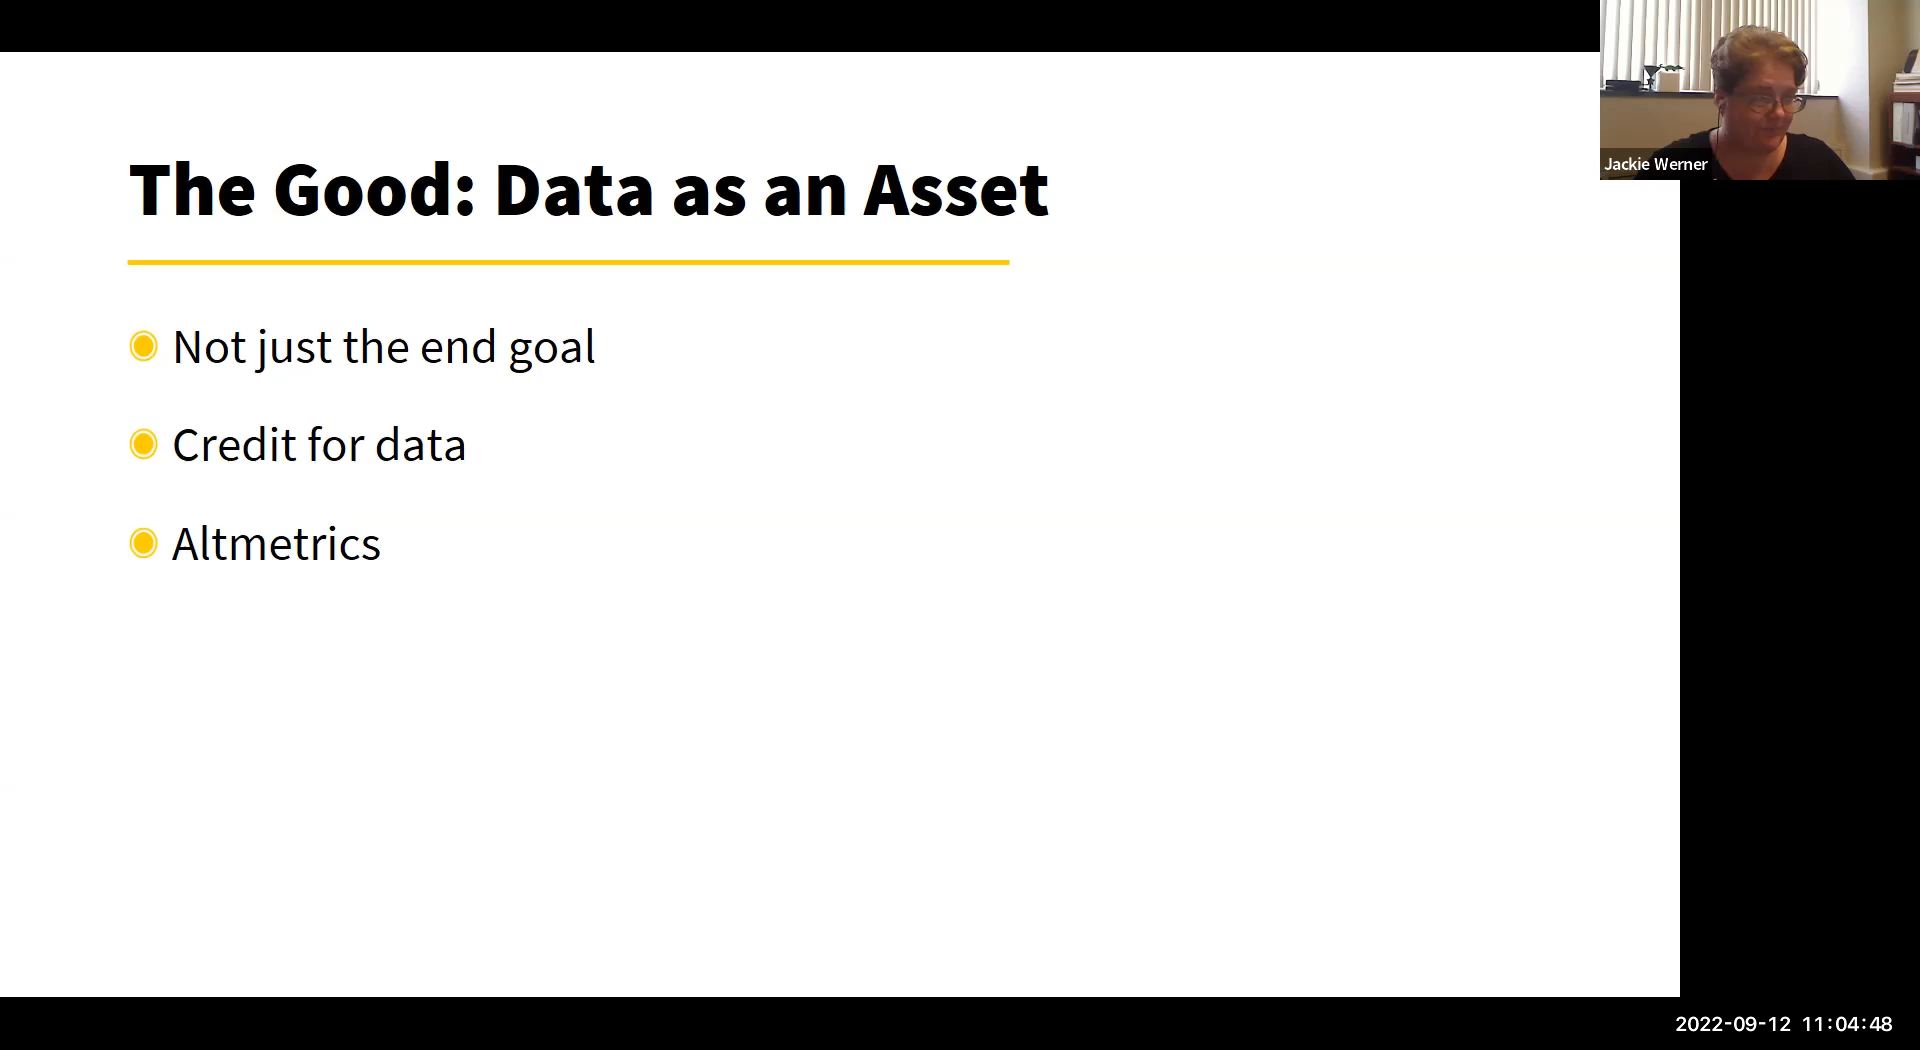 The Good: Data as an Asset
Not just the end goal
Credit for data
Altmetrics
Jackie Werner
2022-09-12 11:04:48